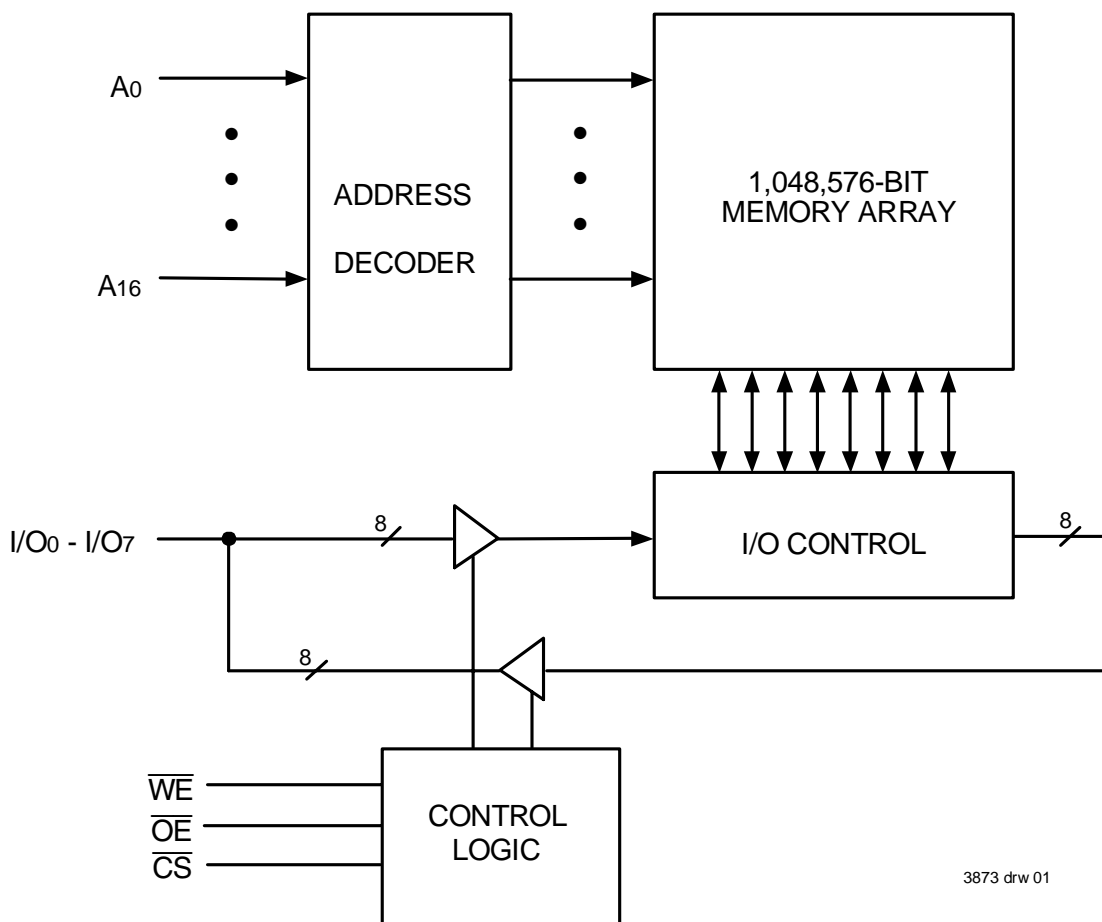 A0
A16
ADDRESS
DECODER
1,048,576-BIT
MEMORY ARRAY
I/O0 - I/O7
8
I/O CONTROL
8
8
WE
OE
CS
CONTROL
LOGIC
3873 drw 01